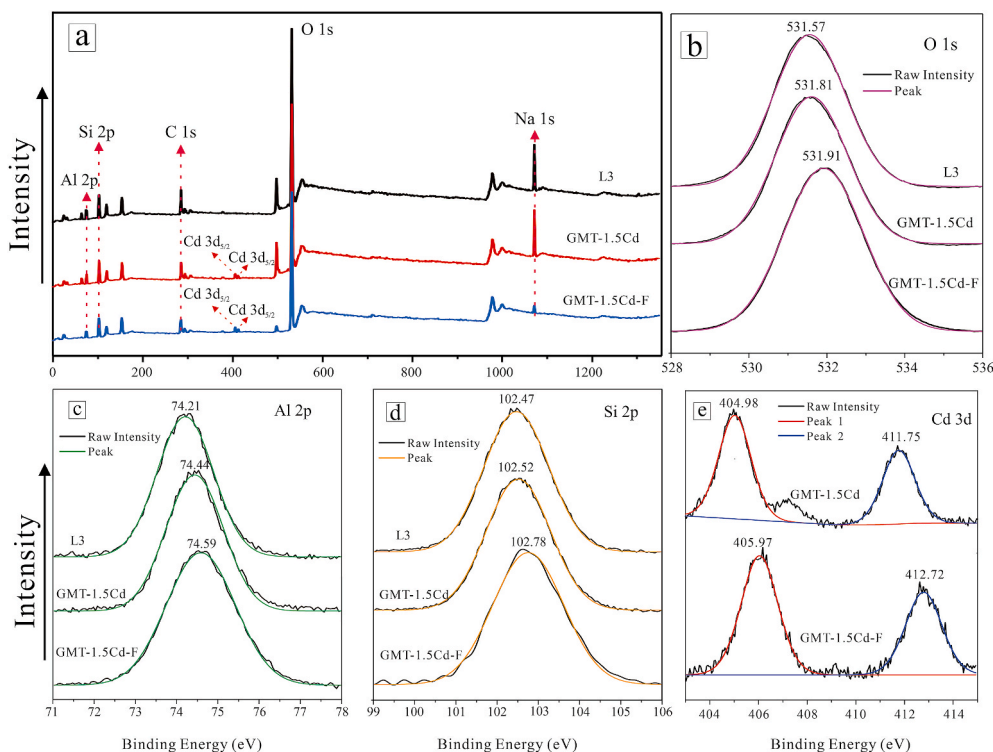 a
O 1s
Si 2p
C 1s
Na 1s
Al 2p
L3
Cd 3d5/2
Cd 3d5/2
GMT-1.5Cd
Cd 3d5/2
Cd 3d5/2
GMT-1.5Cd-F
Intensity
0 200 400 600 800 1000 1200
b
531.57
O 1s
Raw Intensity
Peak
531.81
531.91
L3
GMT-1.5Cd
GMT-1.5Cd-F
528 530 532 534 536
c
74.21
Al 2p
Raw Intensity
Peak
74.44
74.59
L3
GMT-1.5Cd
GMT-1.5Cd-F
Intensity
71 72 73 74 75 76 77 78
Binding Energy (eV)
d
102.47
Si 2p
Raw Intensity
Peak
102.52
102.78
L3
GMT-1.5Cd
GMT-1.5Cd-F
99 100 101 102 103 104 105 106
Binding Energy (eV)
e
404.98
Raw Intensity
Peak 1
Peak 2
Cd 3d
411.75
GMT-1.5Cd
405.97
412.72
GMT-1.5Cd-F
404 406 408 410 412 414
Binding Energy (eV)